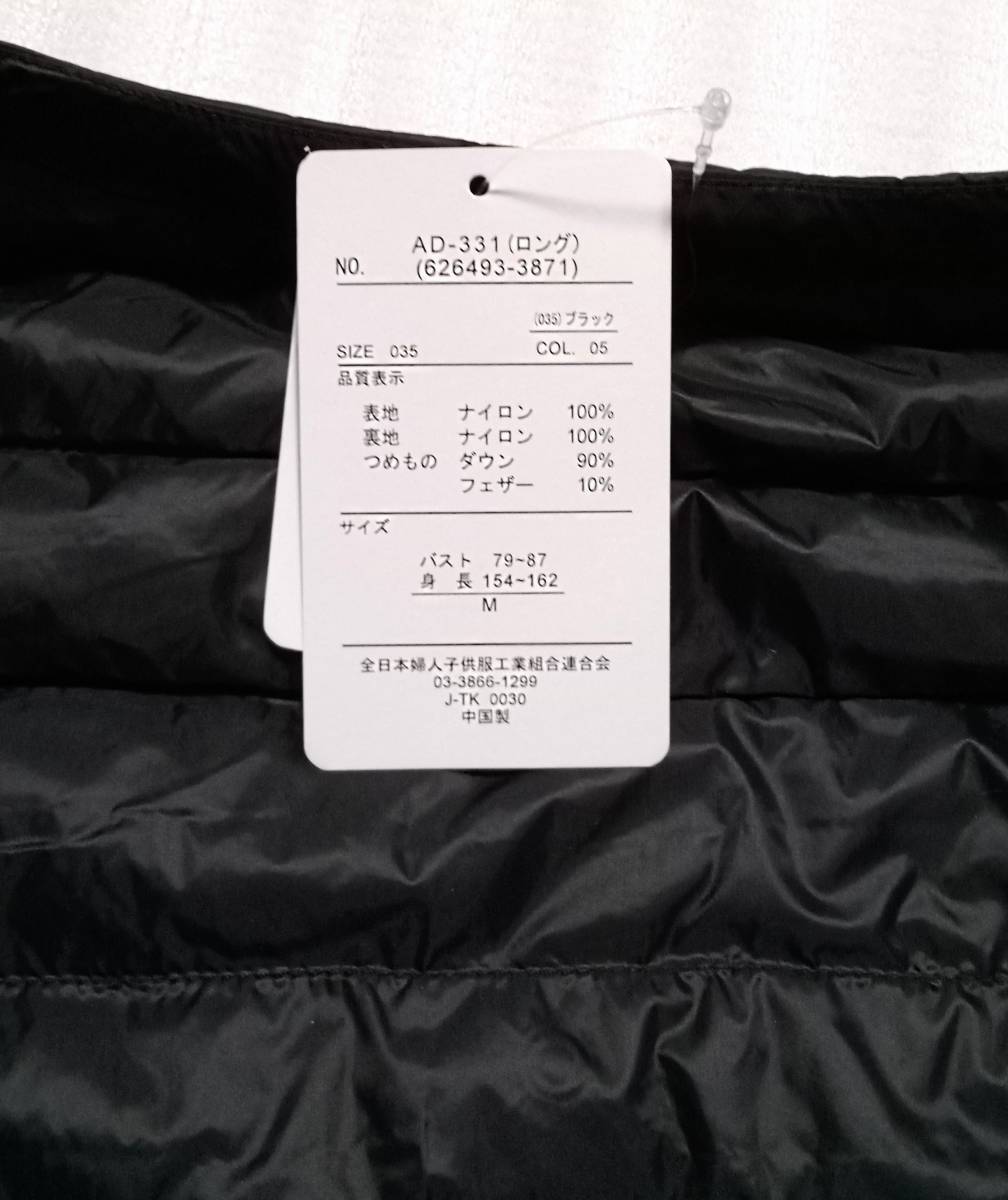 AD-331(ロング)
NO. (626493-3871)
(035)ブラック
SIZE 035 COL. 05
品質表示
表地 ナイロン 100%
裏地 ナイロン 100%
つめもの ダウン 90%
フェザー 10%
サイズ
バスト 79~87
身 長 154~162
M
全日本婦人子供服工業組合連合会
03-3866-1299
J-TK 0030
中国製